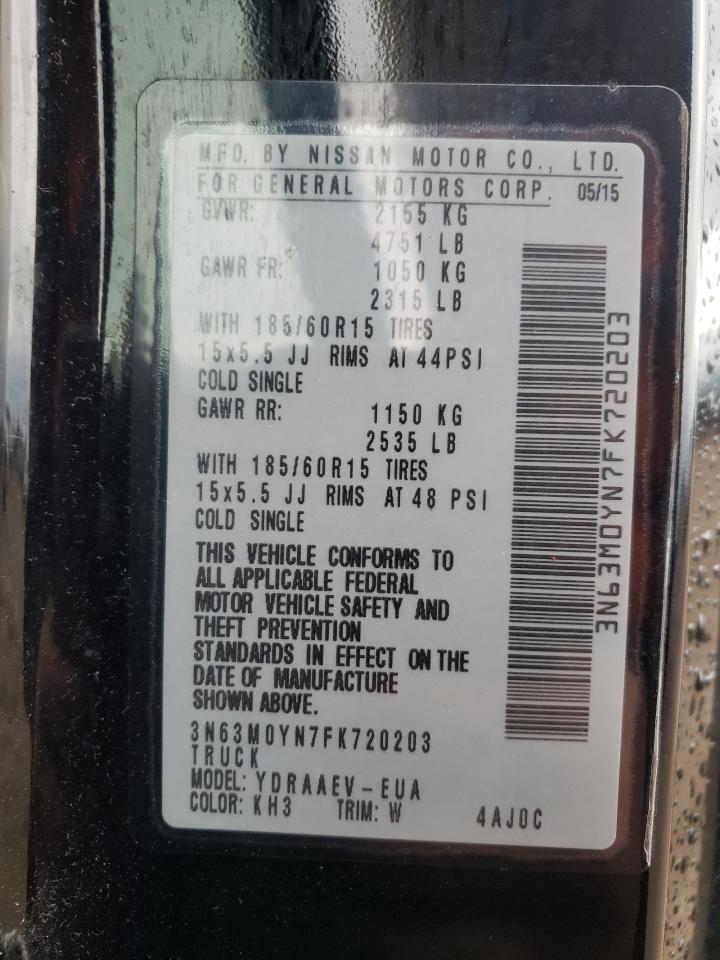 MFD. BY NISSAN MOTOR CO., LTD.
FOR GENERAL MOTORS CORP. 05/15
GVWR: 2155 KG
4751 LB
GAWR FR: 1050 KG
2315 LB
WITH 185/60R15 TIRES
15x5.5 JJ RIMS AT 44PSI
COLD SINGLE
GAWR RR: 1150 KG
2535 LB
WITH 185/60R15 TIRES
15x5.5 JJ RIMS AT 48 PSI
COLD SINGLE
THIS VEHICLE CONFORMS TO
ALL APPLICABLE FEDERAL
MOTOR VEHICLE SAFETY AND
THEFT PREVENTION
STANDARDS IN EFFECT ON THE
DATE OF MANUFACTURE
SHOWN ABOVE.
3N63M0YN7FK720203
TRUCK
MODEL: YDRAAEV-EUA
COLOR: KH3 TRIM: W 4AJ0C
3N63M0YN7FK720203